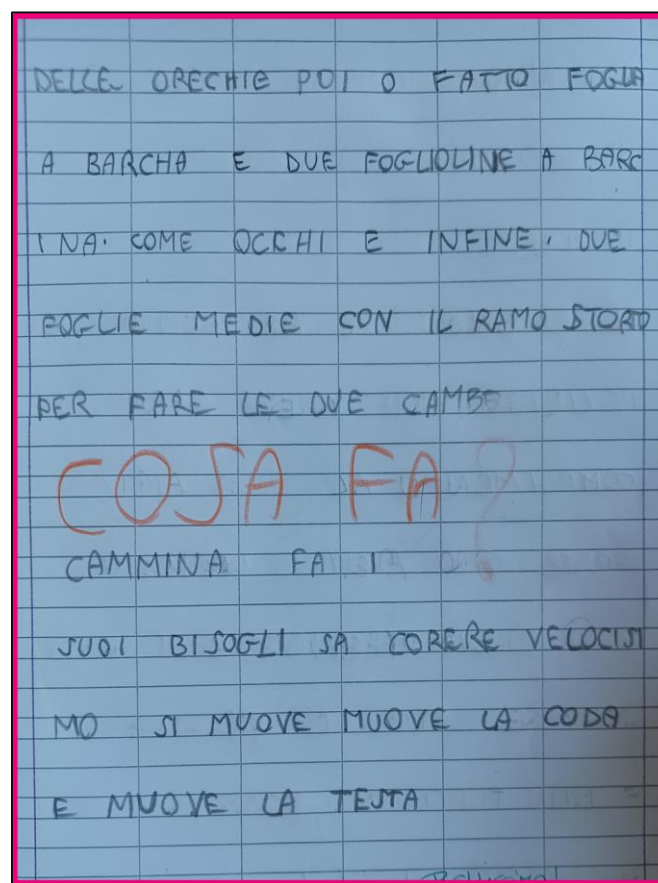 DELLE ORECHIE POI O FATTO FOGLIA
A BARCHA E DUE FOGLIOLINE A BARC
INA. COME OCCHI E INFINE. DUE
FOGLIE MEDIE CON IL RAMO STORO
PER FARE LE DUE CAMBE
COSA FA
CAMMINA FA I
SUOI BISOGLI SA CORERE VELOCISI
MO SI MUOVE MUOVE LA CODA
E MUOVE LA TESTA